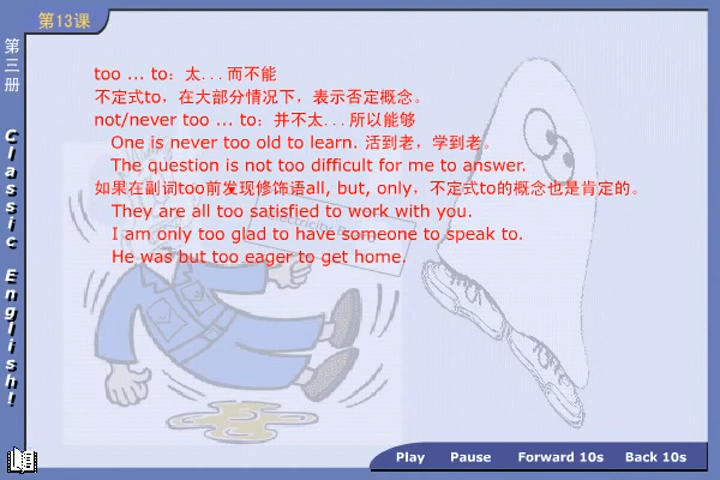 第13课
第三册
Classic English!
too ... to：太...而不能
不定式to，在大部分情况下，表示否定概念。
not/never too ... to：并不太...所以能够
One is never too old to learn. 活到老，学到老。
The question is not too difficult for me to answer.
如果在副词too前发现修饰语all, but, only，不定式to的概念也是肯定的。
They are all too satisfied to work with you.
Electricity Board
I am only too glad to have someone to speak to.
He was but too eager to get home.
Play Pause Forward 10s Back 10s